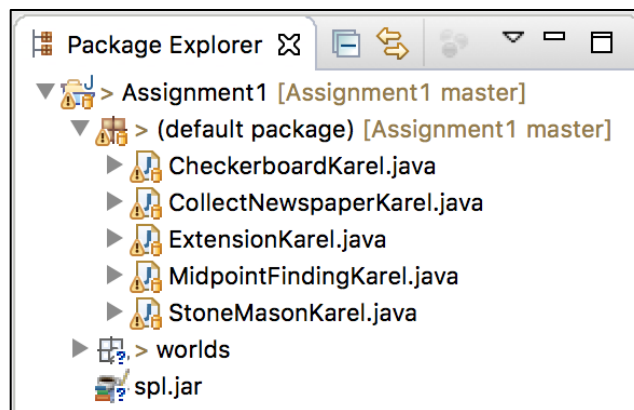 Package Explorer
> Assignment1 [Assignment1 master]
> (default package) [Assignment1 master]
CheckerboardKarel.java
CollectNewspaperKarel.java
ExtensionKarel.java
MidpointFindingKarel.java
StoneMasonKarel.java
> worlds
spl.jar